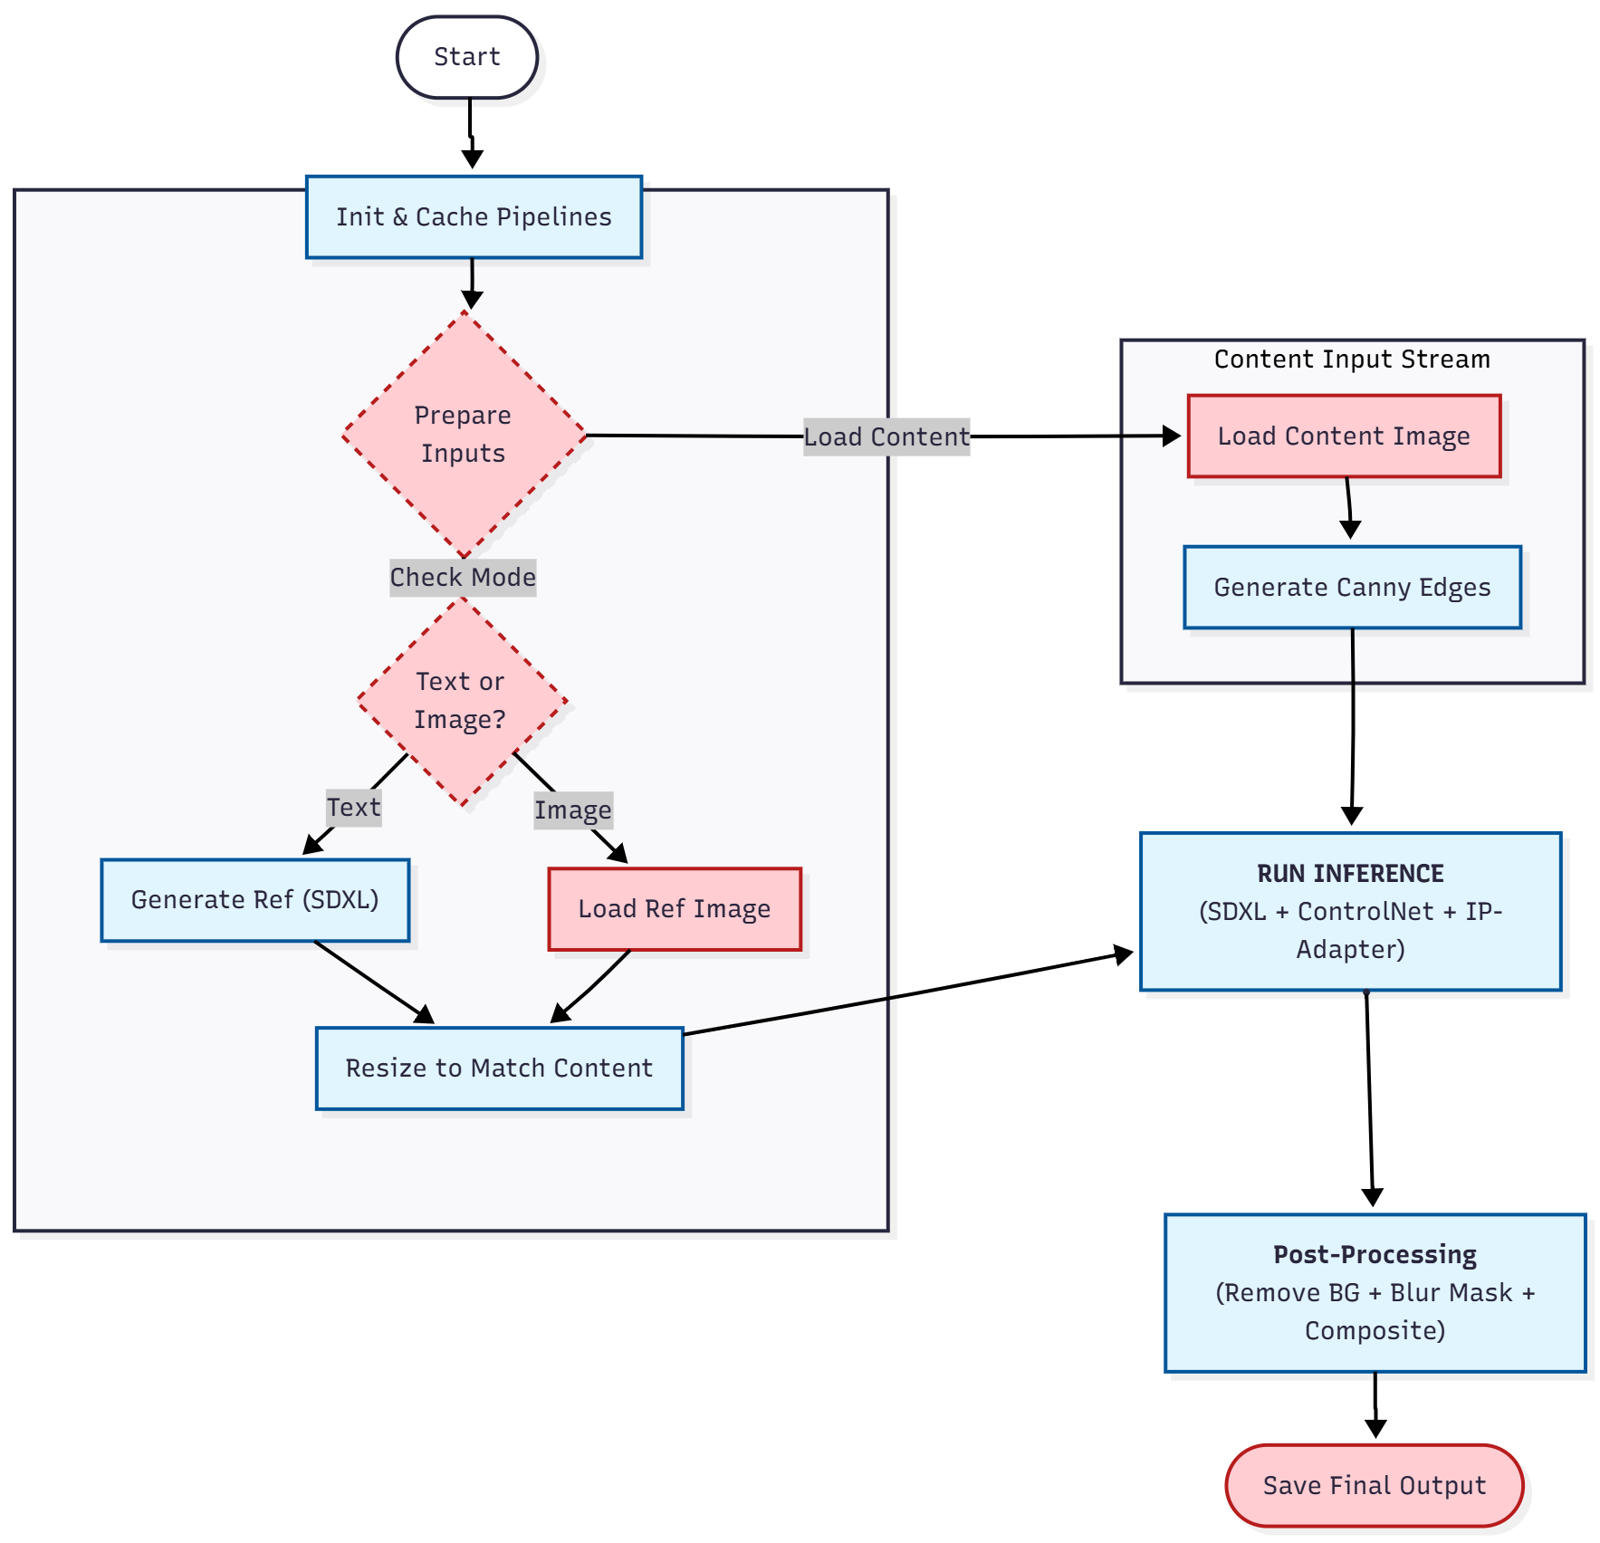 Start
Init & Cache Pipelines
Prepare
Inputs
Load Content
Content Input Stream
Load Content Image
Generate Canny Edges
Check Mode
Text or
Image?
Text
Image
Generate Ref (SDXL)
Load Ref Image
Resize to Match Content
RUN INFERENCE
(SDXL + ControlNet + IP-
Adapter)
Post-Processing
(Remove BG + Blur Mask +
Composite)
Save Final Output